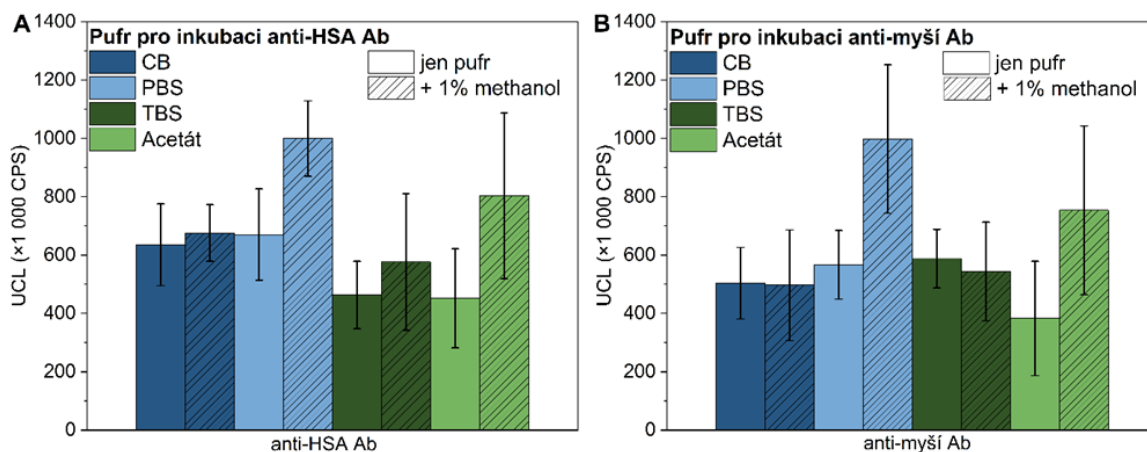 A
Pufr pro inkubaci anti-HSA Ab
CB
PBS
TBS
Acetát
jen pufr
+ 1% methanol
UCL (×1 000 CPS)
1400
1200
1000
800
600
400
200
0
anti-HSA Ab
B
Pufr pro inkubaci anti-myší Ab
CB
PBS
TBS
Acetát
jen pufr
+ 1% methanol
UCL (×1 000 CPS)
1400
1200
1000
800
600
400
200
0
anti-myší Ab